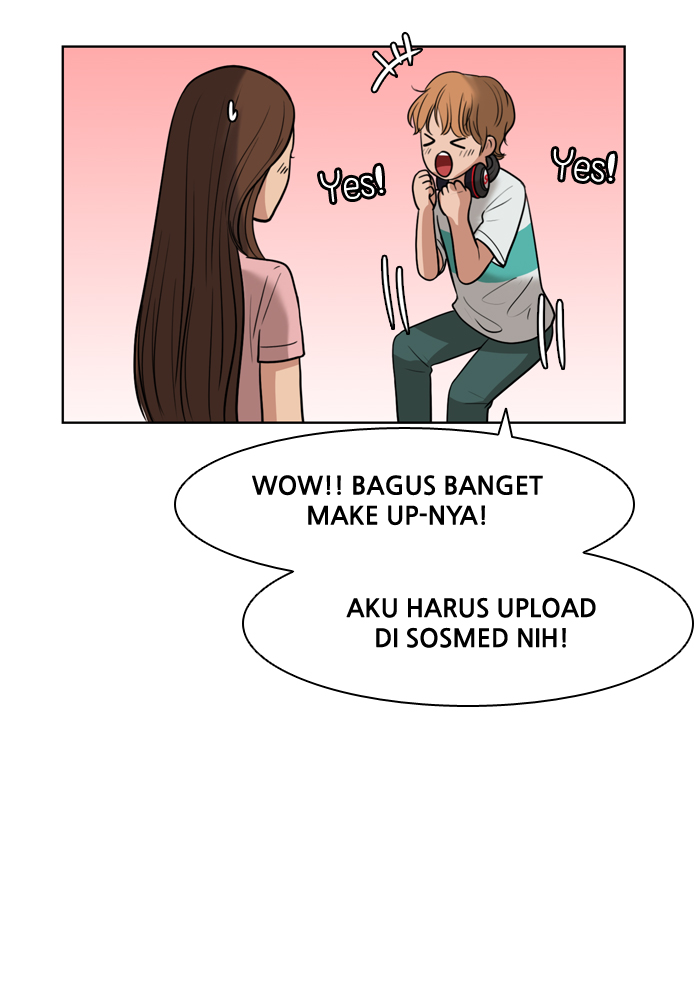 Yes!
Yes!
WOW!! BAGUS BANGET
MAKE UP-NYA!
AKU HARUS UPLOAD
DI SOSMED NIH!